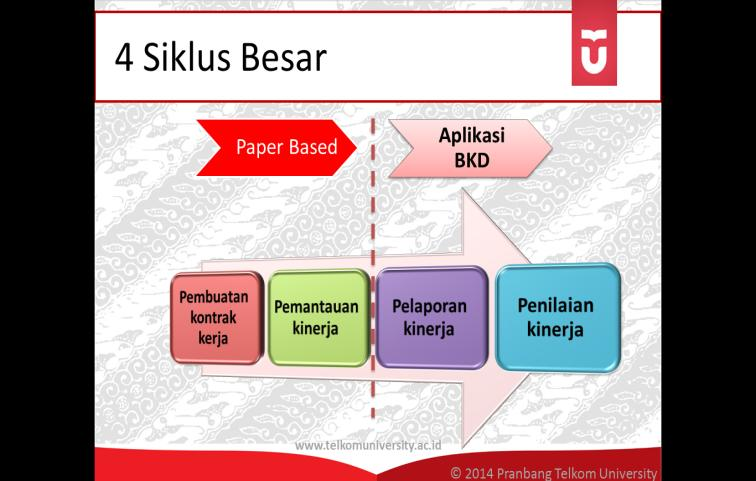 4 Siklus Besar
Paper Based
Aplikasi
BKD
Pembuatan
kontrak
kerja
Pemantauan
kinerja
Pelaporan
kinerja
Penilaian
kinerja
www.telkomuniversity.ac.id
© 2014 Pranbang Telkom University